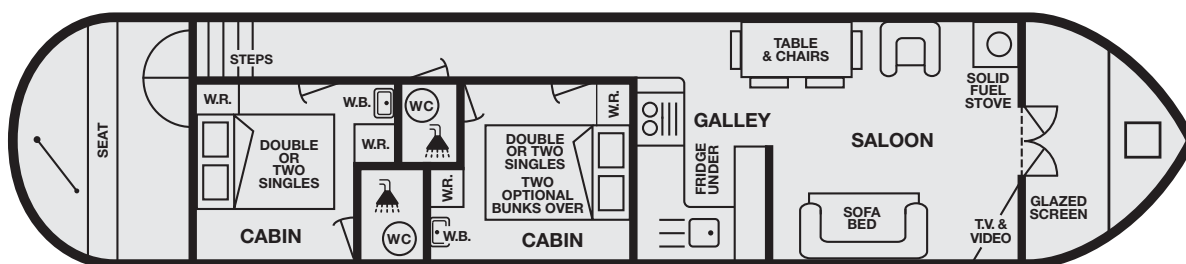 SEAT
STEPS
W.R.
DOUBLE
OR
TWO
SINGLES
CABIN
W.B.
W.R.
WC
WC
W.R.
W.B.
W.R.
DOUBLE
OR TWO
SINGLES
TWO
OPTIONAL
BUNKS OVER
CABIN
GALLEY
FRIDGE
UNDER
TABLE
& CHAIRS
SALOON
SOFA
BED
SOLID
FUEL
STOVE
T.V. &
VIDEO
GLAZED
SCREEN